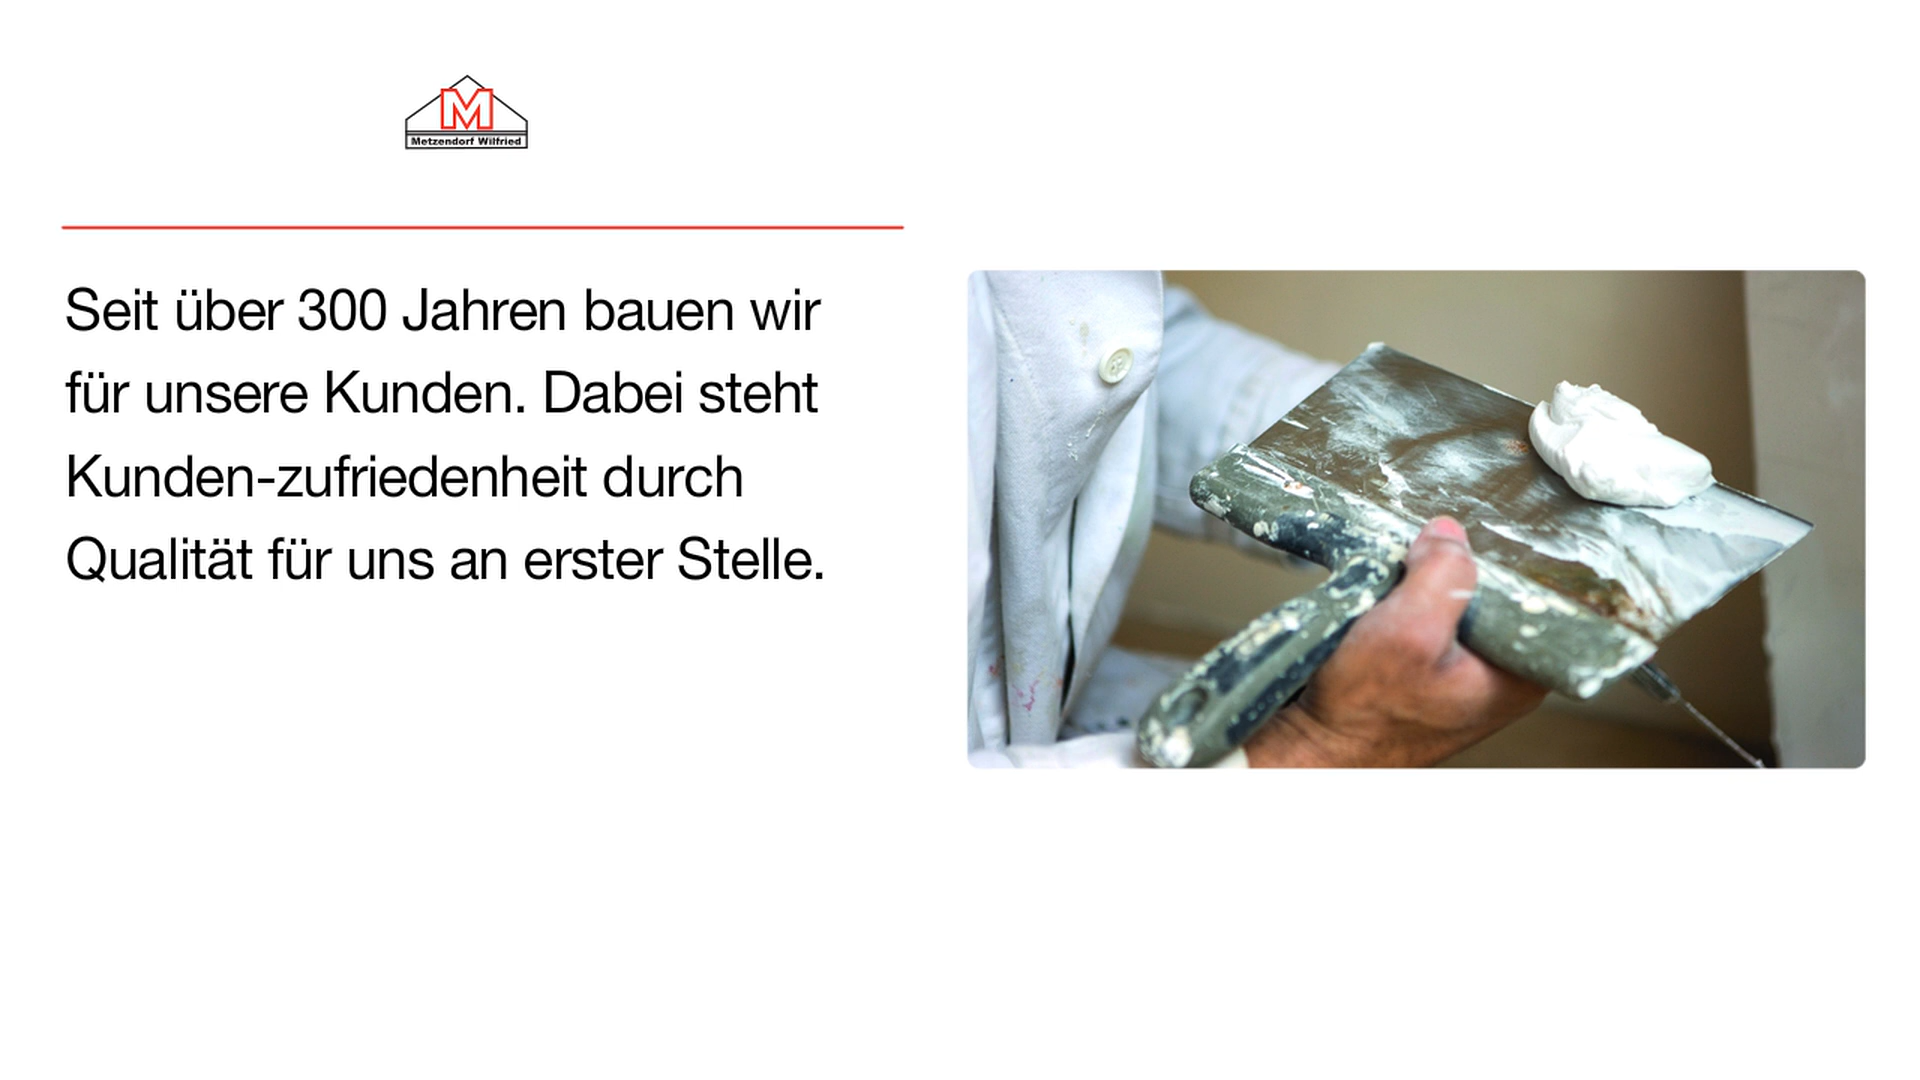 M
Metzendorf Wilfried
Seit über 300 Jahren bauen wir
für unsere Kunden. Dabei steht
Kunden-zufriedenheit durch
Qualität für uns an erster Stelle.